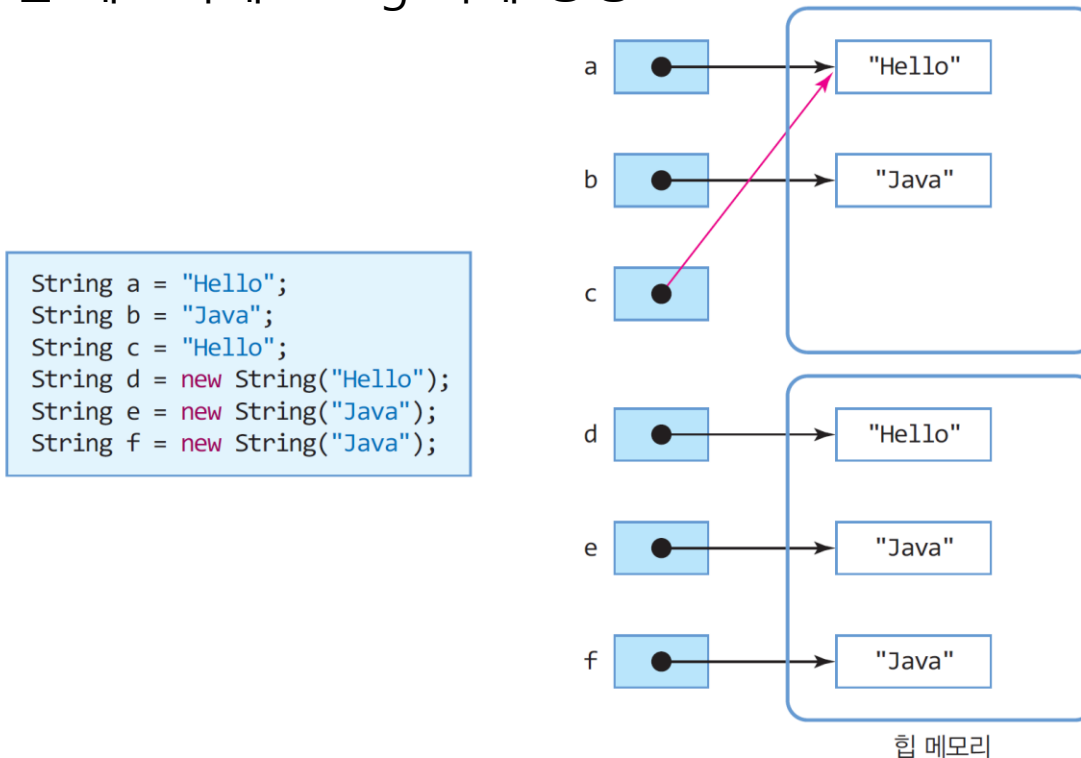 String a = "Hello";
String b = "Java";
String c = "Hello";
String d = new String("Hello");
String e = new String("Java");
String f = new String("Java");
a "Hello"
b "Java"
c
d "Hello"
e "Java"
f "Java"
힙 메모리